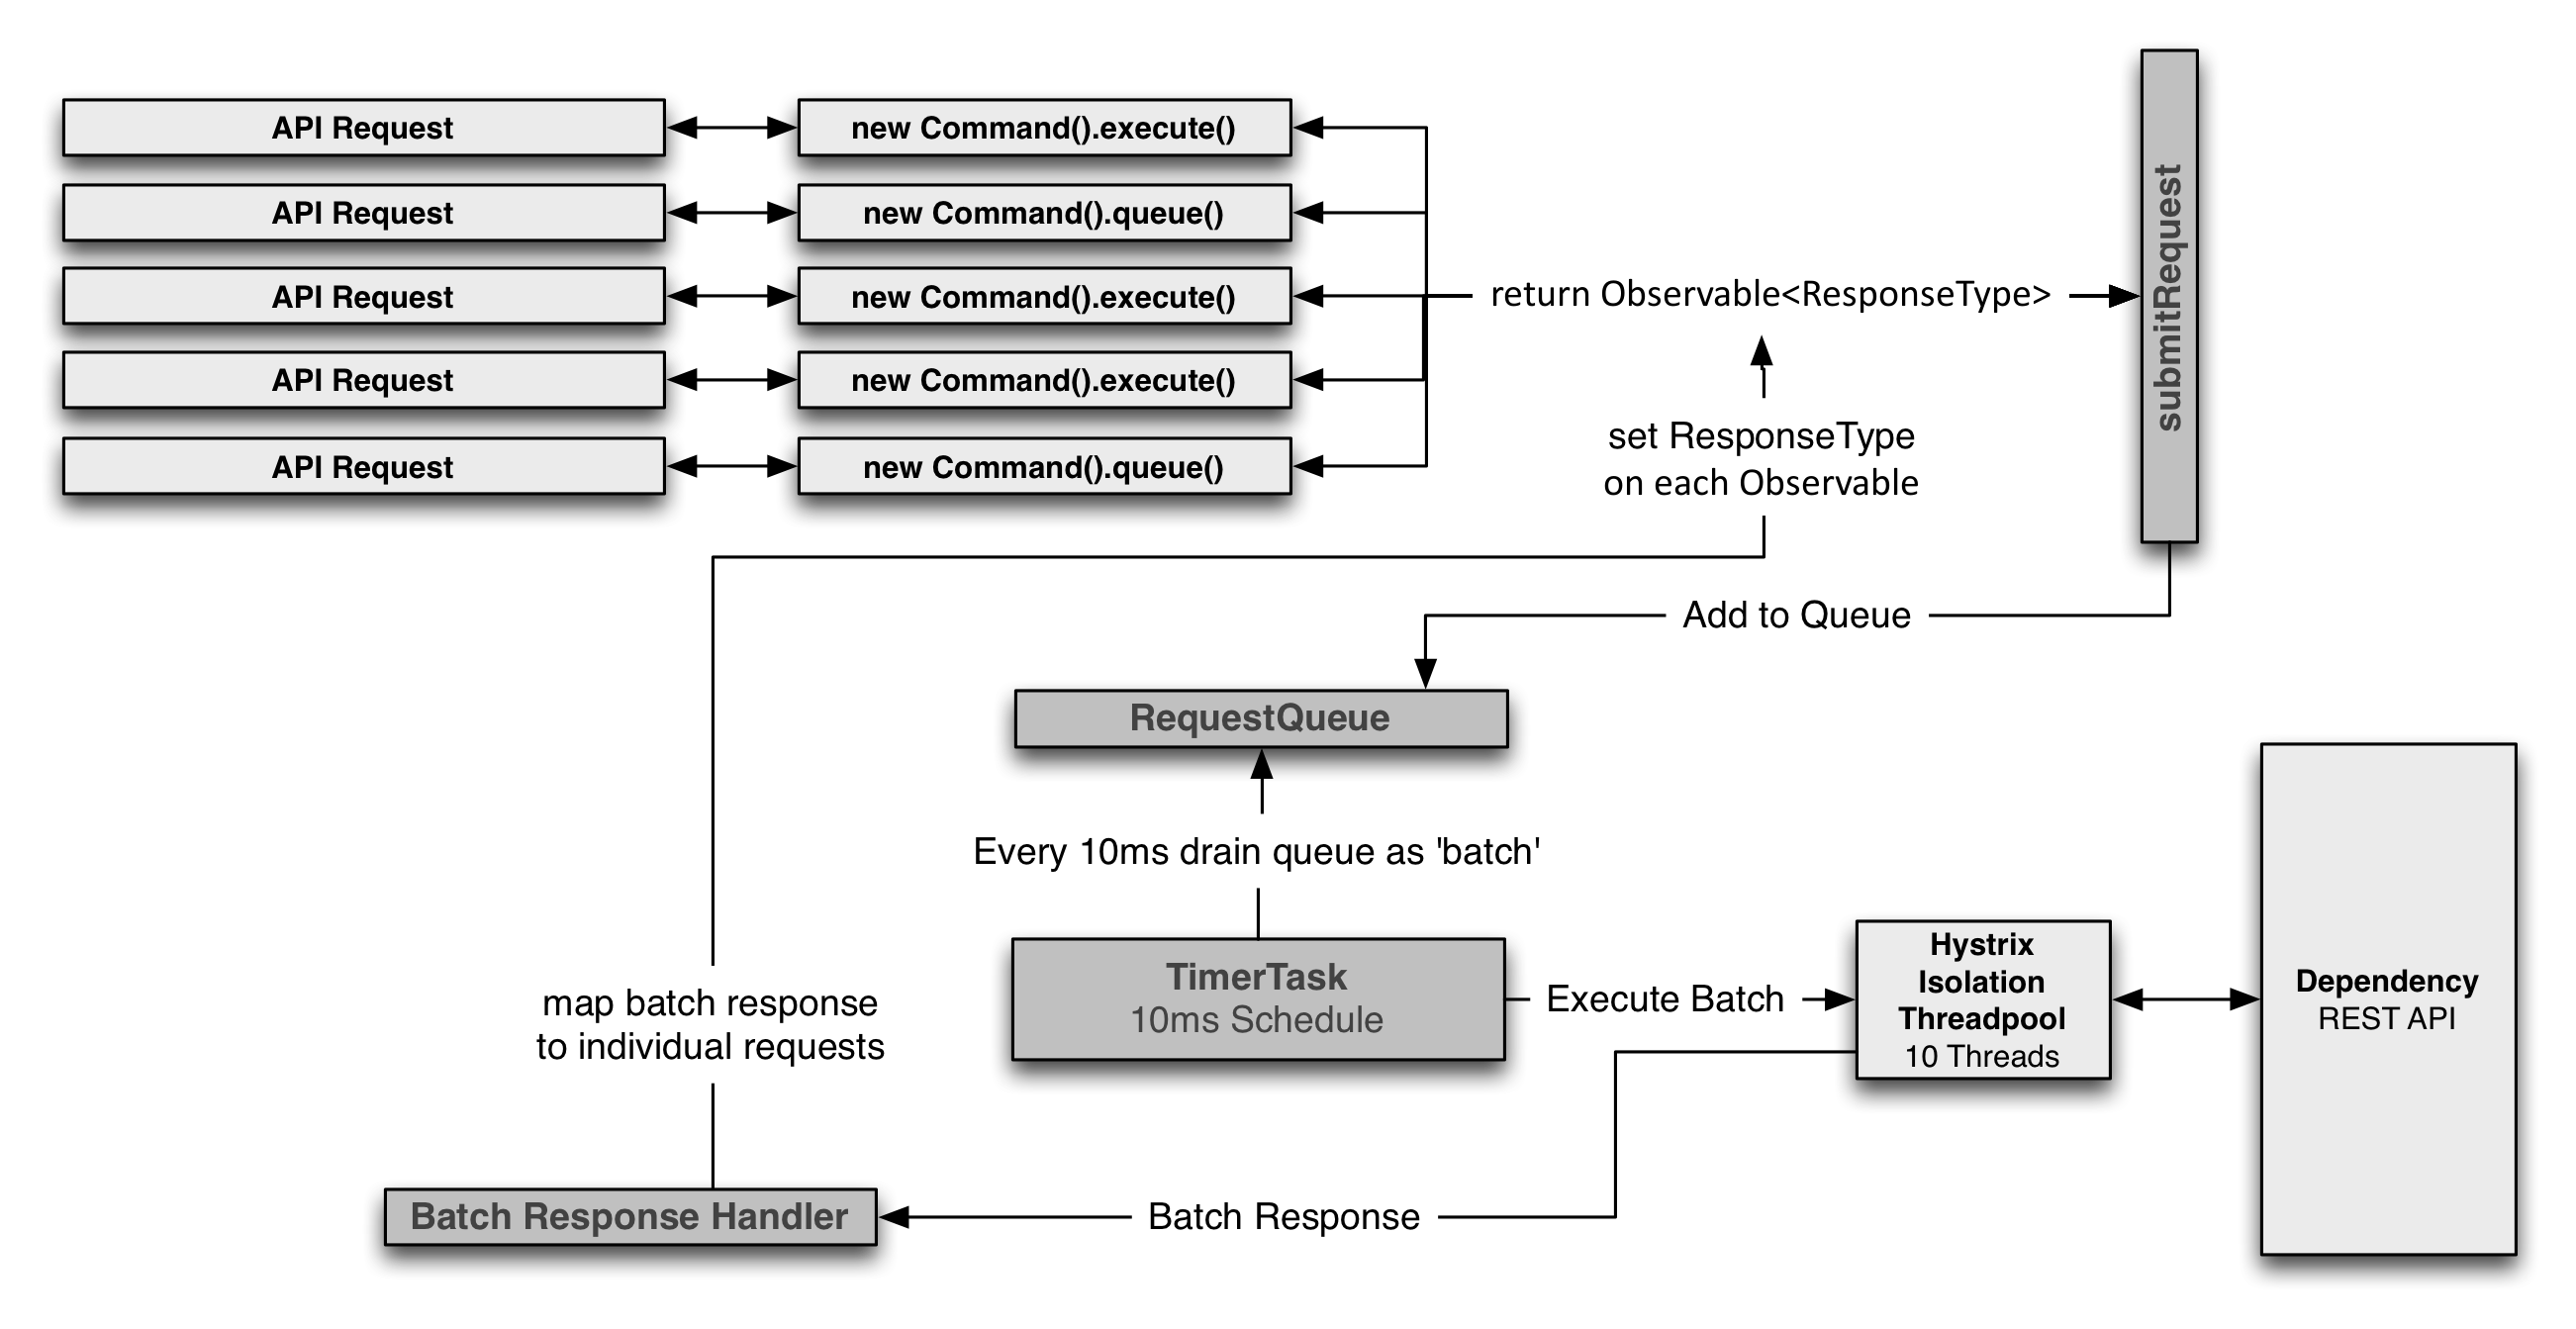 API Request
new Command().execute()
API Request
new Command().queue()
API Request
new Command().execute()
API Request
new Command().execute()
API Request
new Command().queue()
return Observable<ResponseType>
submitRequest
set ResponseType
on each Observable
Add to Queue
RequestQueue
Every 10ms drain queue as 'batch'
TimerTask
10ms Schedule
Execute Batch
Hystrix
Isolation
Threadpool
10 Threads
Dependency
REST API
map batch response
to individual requests
Batch Response Handler
Batch Response